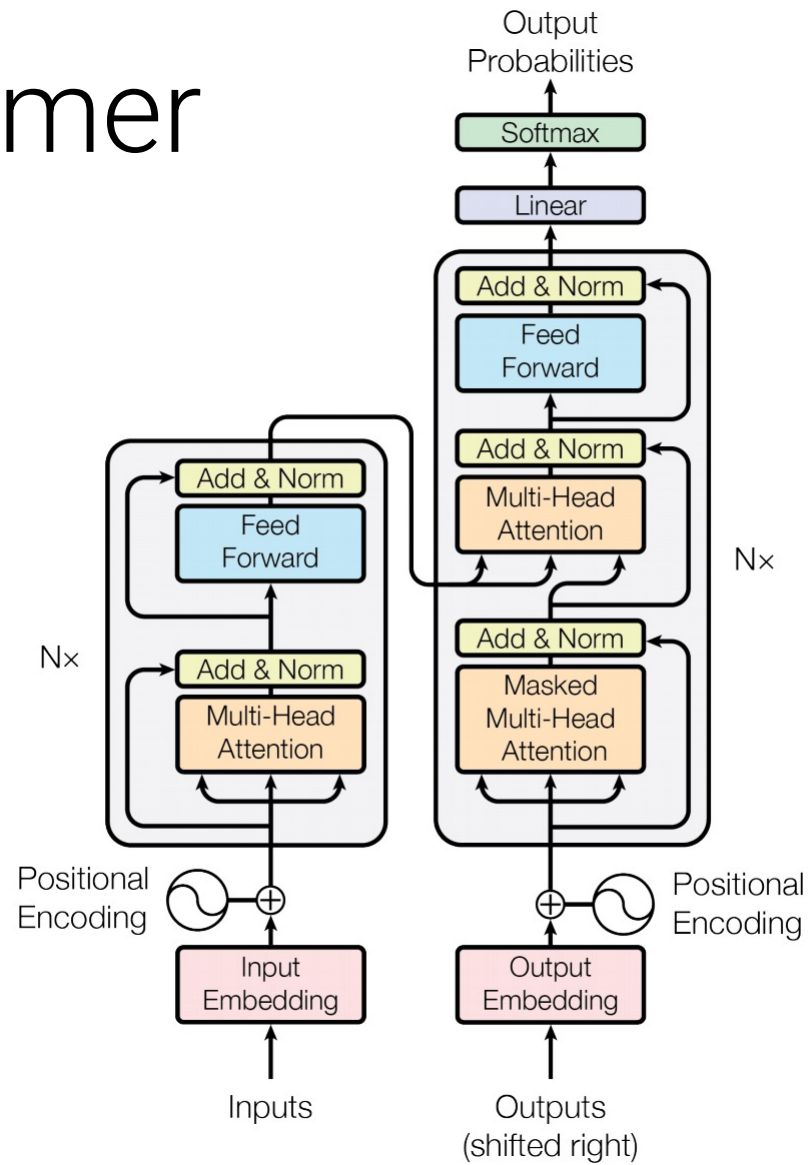 mer
Output
Probabilities
Softmax
Linear
Add & Norm
Feed
Forward
Add & Norm
Multi-Head
Attention
Nx
Add & Norm
Masked
Multi-Head
Attention
Add & Norm
Feed
Forward
Nx
Add & Norm
Multi-Head
Attention
Positional
Encoding
Positional
Encoding
Input
Embedding
Output
Embedding
Inputs
Outputs
(shifted right)